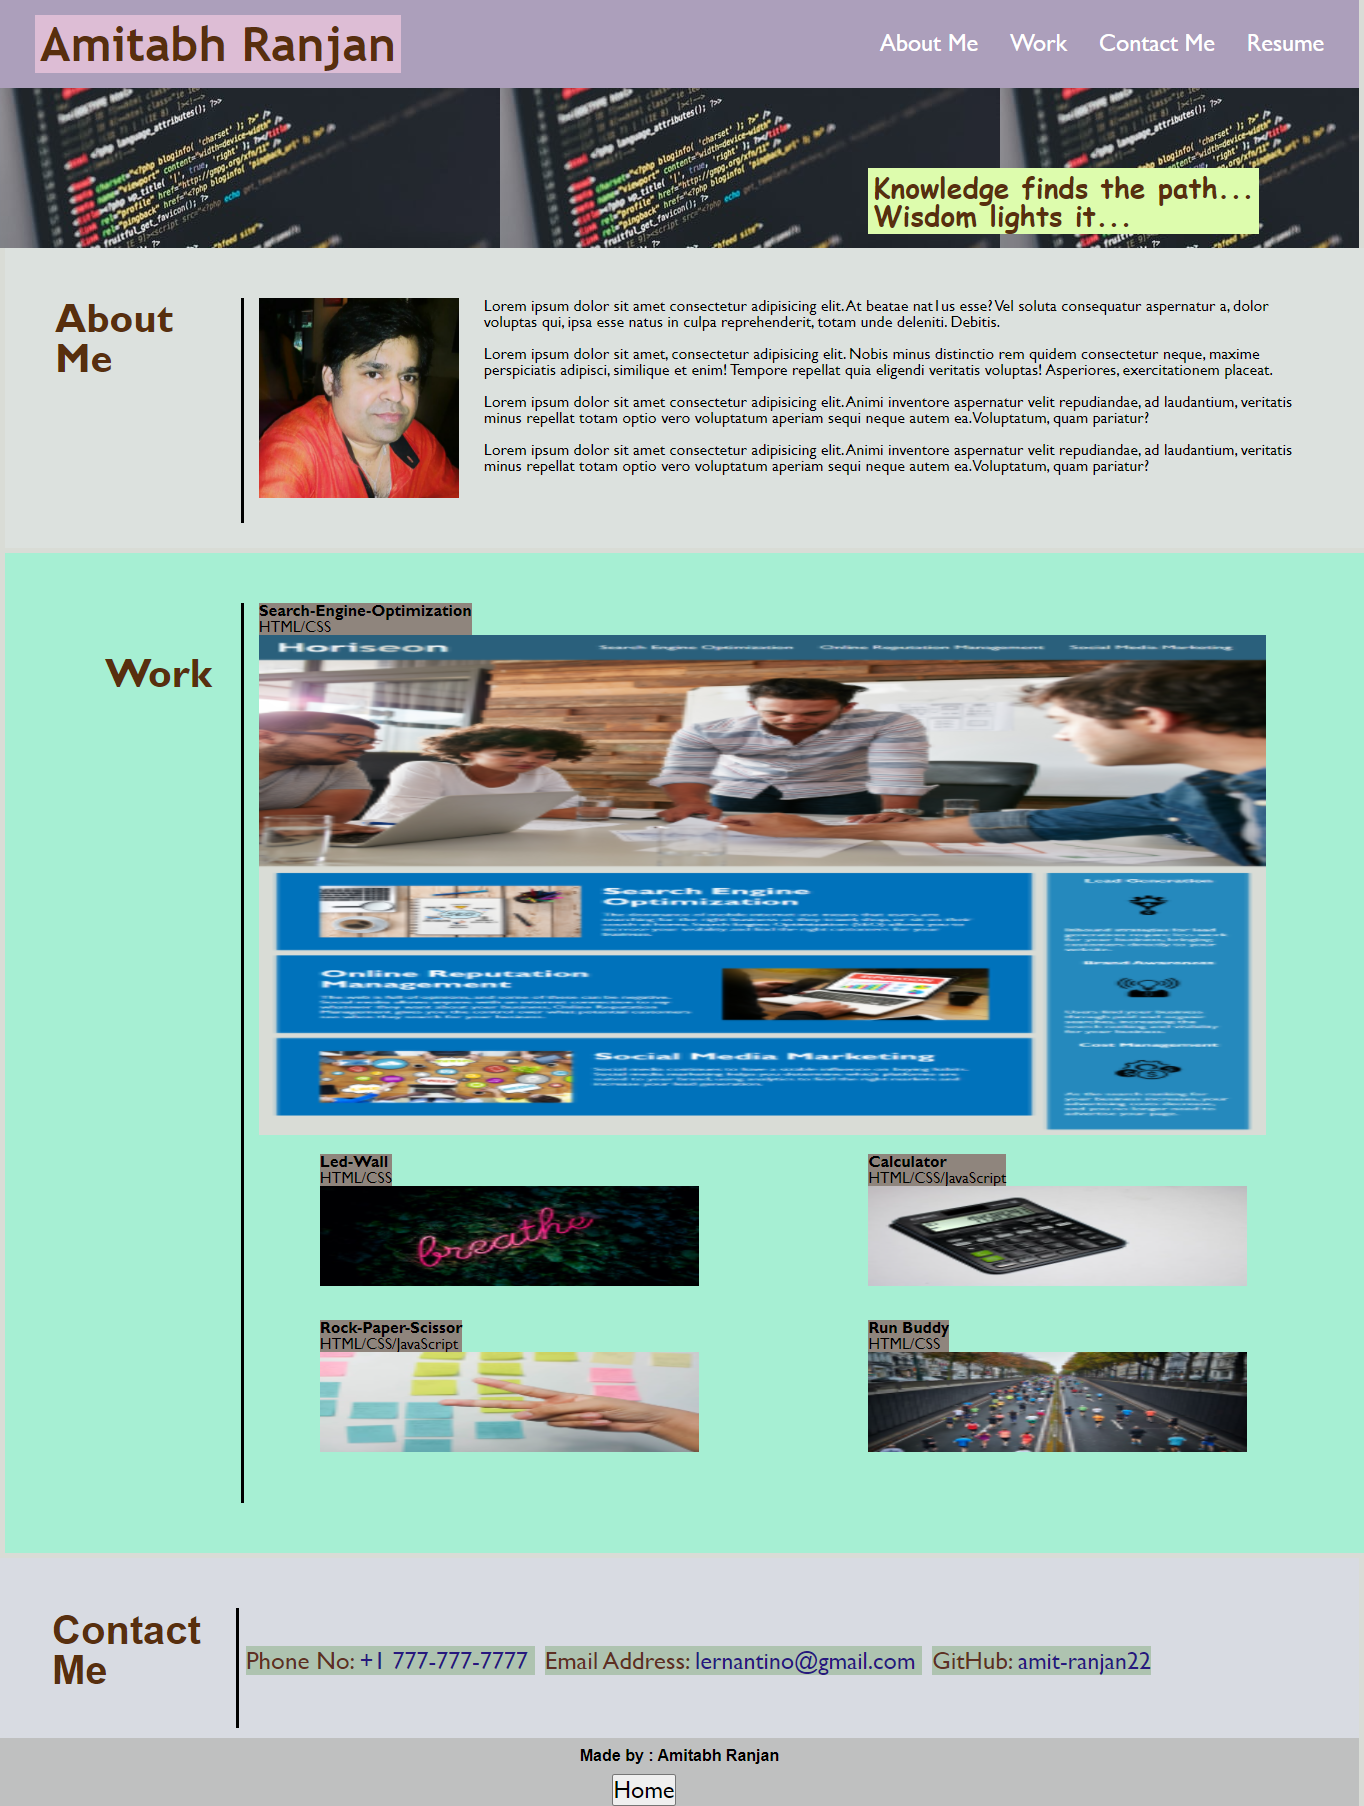 Amitabh Ranjan
About Me Work Contact Me Resume
Knowledge finds the path...
Wisdom lights it...
About
Me
Lorem ipsum dolor sit amet consectetur adipisicing elit. At beatae nat1us esse? Vel soluta consequatur aspernatur a, dolor
voluptas qui, ipsa esse natus in culpa reprehenderit, totam unde deleniti. Debitis.
Lorem ipsum dolor sit amet, consectetur adipisicing elit. Nobis minus distinctio rem quidem consectetur neque, maxime
perspiciatis adipisci, similique et enim! Tempore repellat quia eligendi veritatis voluptas! Asperiores, exercitationem placeat.
Lorem ipsum dolor sit amet consectetur adipisicing elit. Animi inventore aspernatur velit repudiandae, ad laudantium, veritatis
minus repellat totam optio vero voluptatum aperiam sequi neque autem ea. Voluptatum, quam pariatur?
Lorem ipsum dolor sit amet consectetur adipisicing elit. Animi inventore aspernatur velit repudiandae, ad laudantium, veritatis
minus repellat totam optio vero voluptatum aperiam sequi neque autem ea. Voluptatum, quam pariatur?
Work
Search-Engine-Optimization
HTML/CSS
Horiseon
Search Engine Optimization Online Reputation Management Social Media Marketing
Search Engine
Optimization
Lead Generation
Online Reputation
Management
Brand Awareness
Social Media Marketing
Cost Management
Led-Wall
HTML/CSS
breathe
Calculator
HTML/CSS/JavaScript
Rock-Paper-Scissor
HTML/CSS/JavaScript
Run Buddy
HTML/CSS
Contact
Me
Phone No: +1 777-777-7777 Email Address: lernantino@gmail.com GitHub: amit-ranjan22
Made by : Amitabh Ranjan
Home